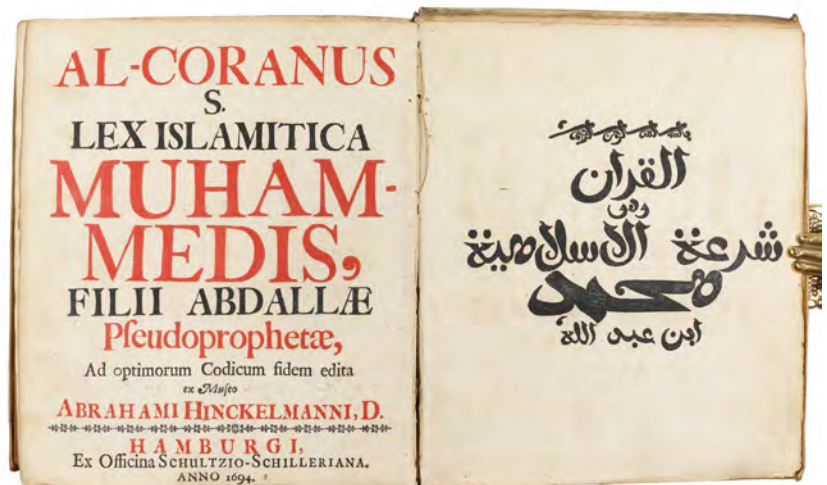 AL-CORANUS
S.
LEX ISLAMITICA
MUHAM-
MEDIS,
FILII ABDALLÆ
Pſeudoprophetæ,
Ad optimorum Codicum fidem edita
ex Muſeo
ABRAHAMI HINCKELMANNI, D.
HAMBURGI,
Ex Officina SCHULTZIO-SCHILLERIANA.
ANNO 1694.
القران
وهو
شرعة الاسلامية
محمد
ابن عبد الله